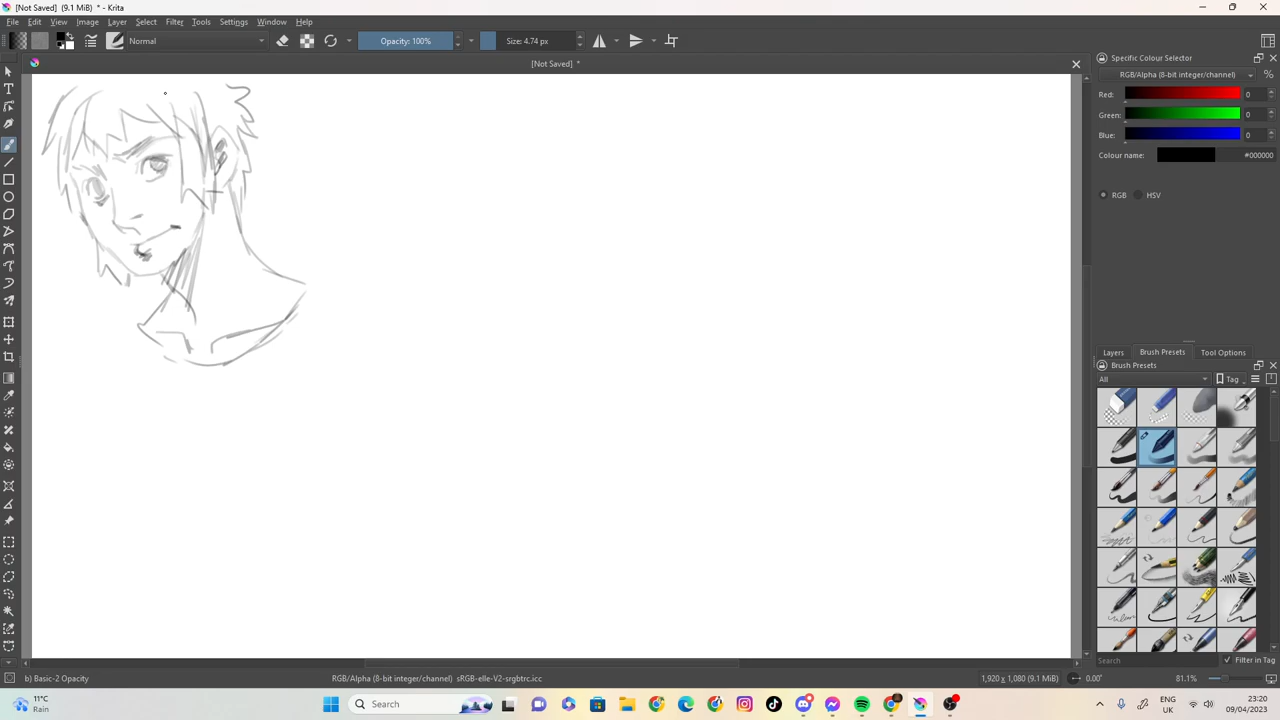 [Not Saved] (9.1 MiB) * - Krita
File Edit View Image Layer Select Filter Tools Settings Window Help
Normal Opacity: 100% Size: 4.74 px
[Not Saved] *
Specific Colour Selector
RGB/Alpha (8-bit integer/channel) %
Red: 0
Green: 0
Blue: 0
Colour name: #000000
RGB HSV
Layers Brush Presets Tool Options
Brush Presets
All Tag
Search Filter in Tag
b) Basic-2 Opacity RGB/Alpha (8-bit integer/channel) sRGB-elle-V2-srgbtrc.icc 1,920 x 1,080 (9.1 MiB) 0.00° 81.1%
11°C
Rain
Search
ENG
UK
23:20
09/04/2023